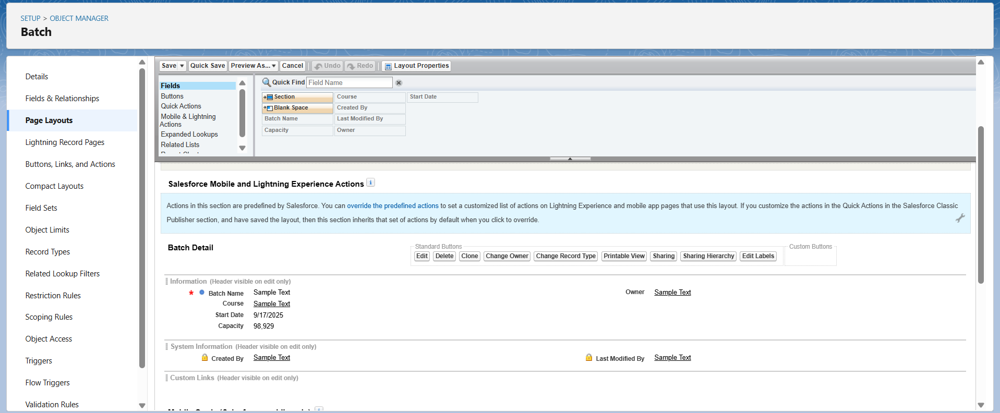 SETUP > OBJECT MANAGER
Batch
Details
Fields & Relationships
Page Layouts
Lightning Record Pages
Buttons, Links, and Actions
Compact Layouts
Field Sets
Object Limits
Record Types
Related Lookup Filters
Restriction Rules
Scoping Rules
Object Access
Triggers
Flow Triggers
Validation Rules
Save Quick Save Preview As... Cancel Undo Redo Layout Properties
Fields
Buttons
Quick Actions
Mobile & Lightning
Actions
Expanded Lookups
Related Lists
Quick Find Field Name
Section Course Start Date
Blank Space Created By
Batch Name Last Modified By
Capacity Owner
Salesforce Mobile and Lightning Experience Actions
Actions in this section are predefined by Salesforce. You can override the predefined actions to set a customized list of actions on Lightning Experience and mobile app pages that use this layout. If you customize the actions in the Quick Actions in the Salesforce Classic
Publisher section, and have saved the layout, then this section inherits that set of actions by default when you click to override.
Batch Detail
Standard Buttons
Edit Delete Clone Change Owner Change Record Type Printable View Sharing Sharing Hierarchy Edit Labels
Custom Buttons
Information (Header visible on edit only)
* Batch Name Sample Text Owner Sample Text
Course Sample Text
Start Date 9/17/2025
Capacity 98,929
System Information (Header visible on edit only)
Created By Sample Text Last Modified By Sample Text
Custom Links (Header visible on edit only)